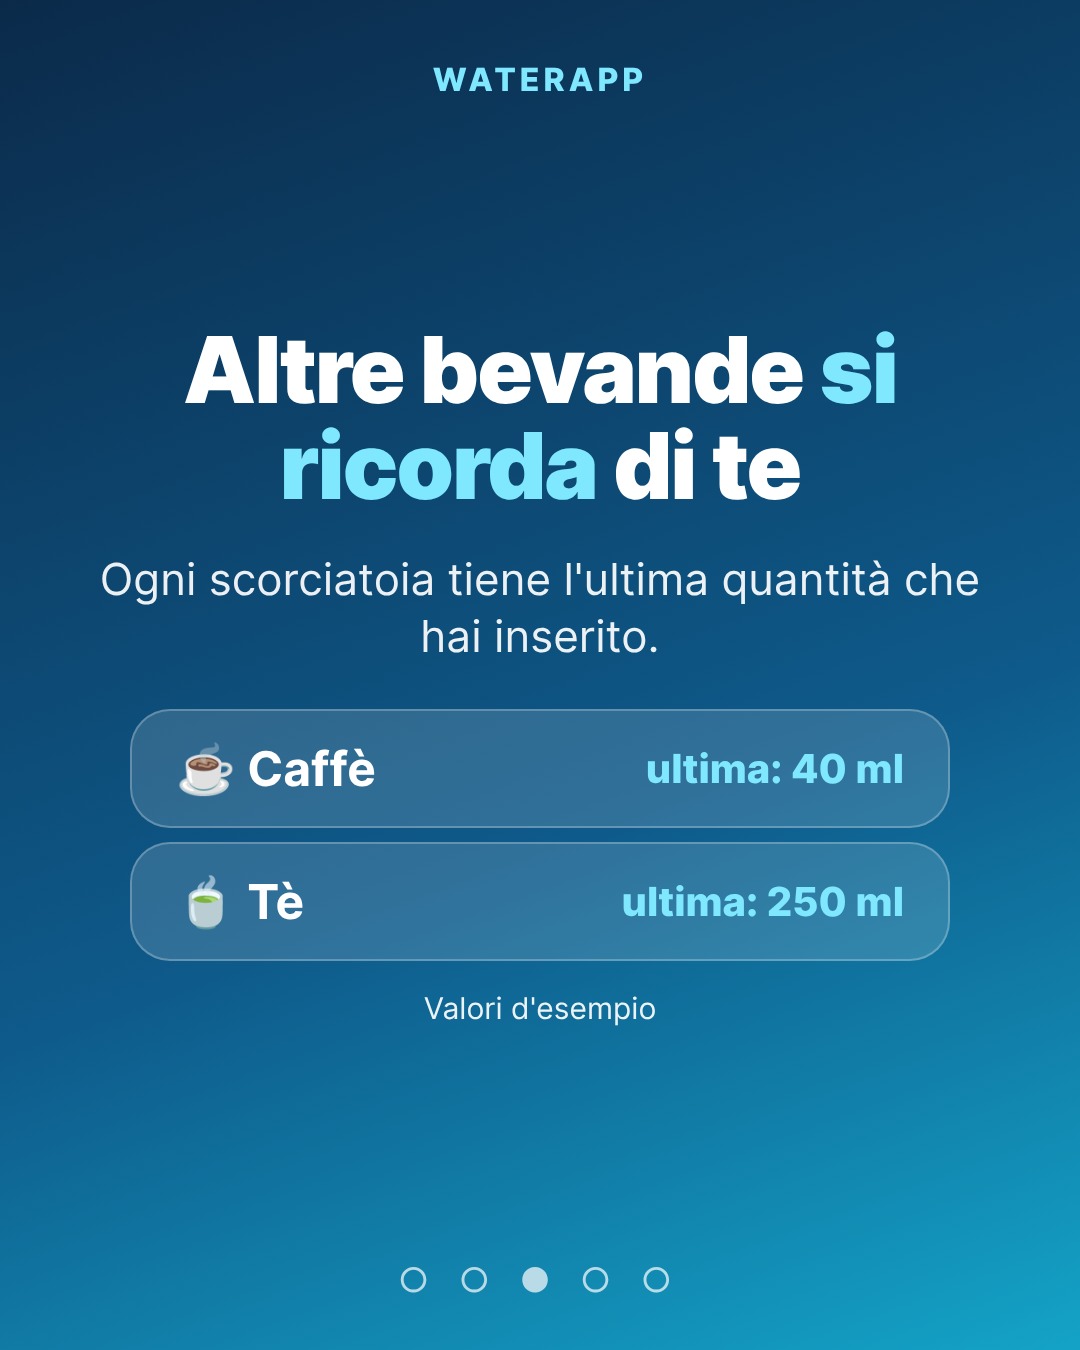 WATERAPP
Altre bevande si
ricorda di te
Ogni scorciatoia tiene l'ultima quantità che
hai inserito.
Caffè ultima: 40 ml
Tè ultima: 250 ml
Valori d'esempio